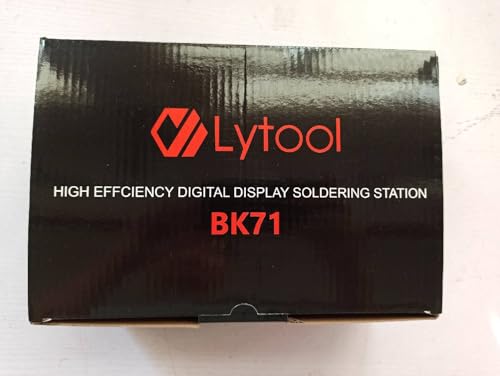 Lytool
HIGH EFFCIENCY DIGITAL DISPLAY SOLDERING STATION
BK71